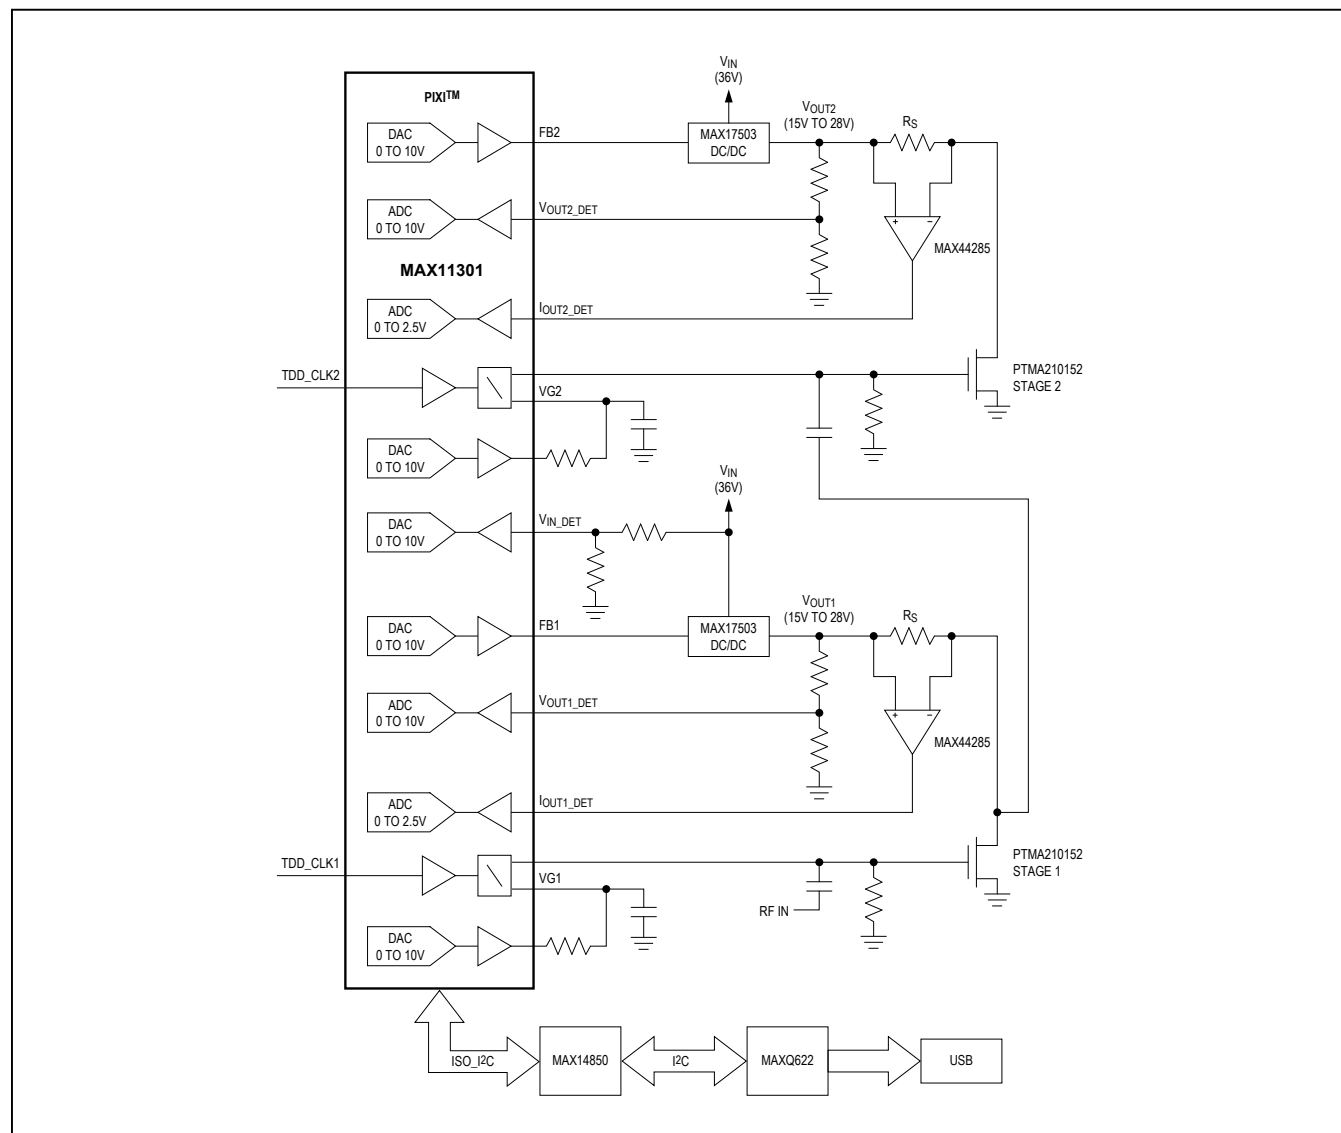 PIXI™
VIN
(36V)
DAC
0 TO 10V
FB2
MAX17503
DC/DC
VOUT2
(15V TO 28V)
RS
ADC
0 TO 10V
VOUT2_DET
+
−
MAX44285
MAX11301
ADC
0 TO 2.5V
IOUT2_DET
TDD_CLK2
VG2
PTMA210152
STAGE 2
DAC
0 TO 10V
VIN
(36V)
DAC
0 TO 10V
VIN_DET
DAC
0 TO 10V
FB1
MAX17503
DC/DC
VOUT1
(15V TO 28V)
RS
ADC
0 TO 10V
VOUT1_DET
+
−
MAX44285
ADC
0 TO 2.5V
IOUT1_DET
TDD_CLK1
VG1
PTMA210152
STAGE 1
RF IN
DAC
0 TO 10V
ISO_I²C
MAX14850
I²C
MAXQ622
USB